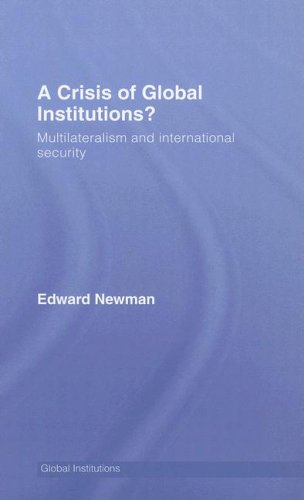 A Crisis of Global
Institutions?
Multilateralism and international
security
Edward Newman
Global Institutions